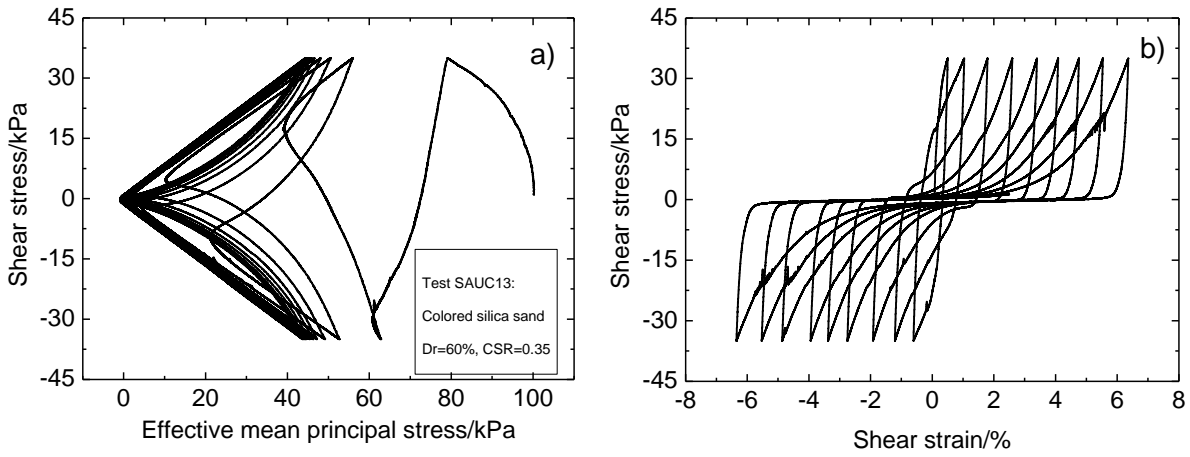 a)
45
30
15
0
-15
-30
-45
Shear stress/kPa
0 20 40 60 80 100
Effective mean principal stress/kPa
Test SAUC13:
Colored silica sand
Dr=60%, CSR=0.35
b)
45
30
15
0
-15
-30
-45
Shear stress/kPa
-8 -6 -4 -2 0 2 4 6 8
Shear strain/%